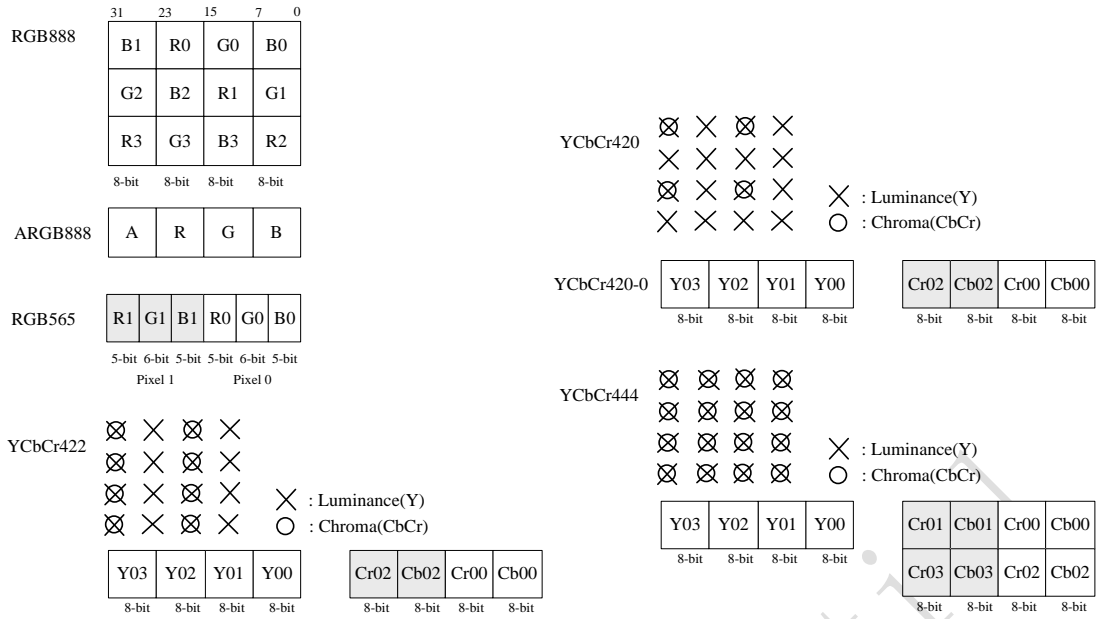 31 23 15 7 0
RGB888
B1 R0 G0 B0
G2 B2 R1 G1
R3 G3 B3 R2
8-bit 8-bit 8-bit 8-bit
ARGB888
A R G B
RGB565
R1 G1 B1 R0 G0 B0
5-bit 6-bit 5-bit 5-bit 6-bit 5-bit
Pixel 1 Pixel 0
YCbCr422
: Luminance(Y)
: Chroma(CbCr)
Y03 Y02 Y01 Y00 Cr02 Cb02 Cr00 Cb00
8-bit 8-bit 8-bit 8-bit 8-bit 8-bit 8-bit 8-bit
YCbCr420
: Luminance(Y)
: Chroma(CbCr)
YCbCr420-0
Y03 Y02 Y01 Y00 Cr02 Cb02 Cr00 Cb00
8-bit 8-bit 8-bit 8-bit 8-bit 8-bit 8-bit 8-bit
YCbCr444
: Luminance(Y)
: Chroma(CbCr)
Y03 Y02 Y01 Y00 Cr01 Cb01 Cr00 Cb00
8-bit 8-bit 8-bit 8-bit
Cr03 Cb03 Cr02 Cb02
8-bit 8-bit 8-bit 8-bit